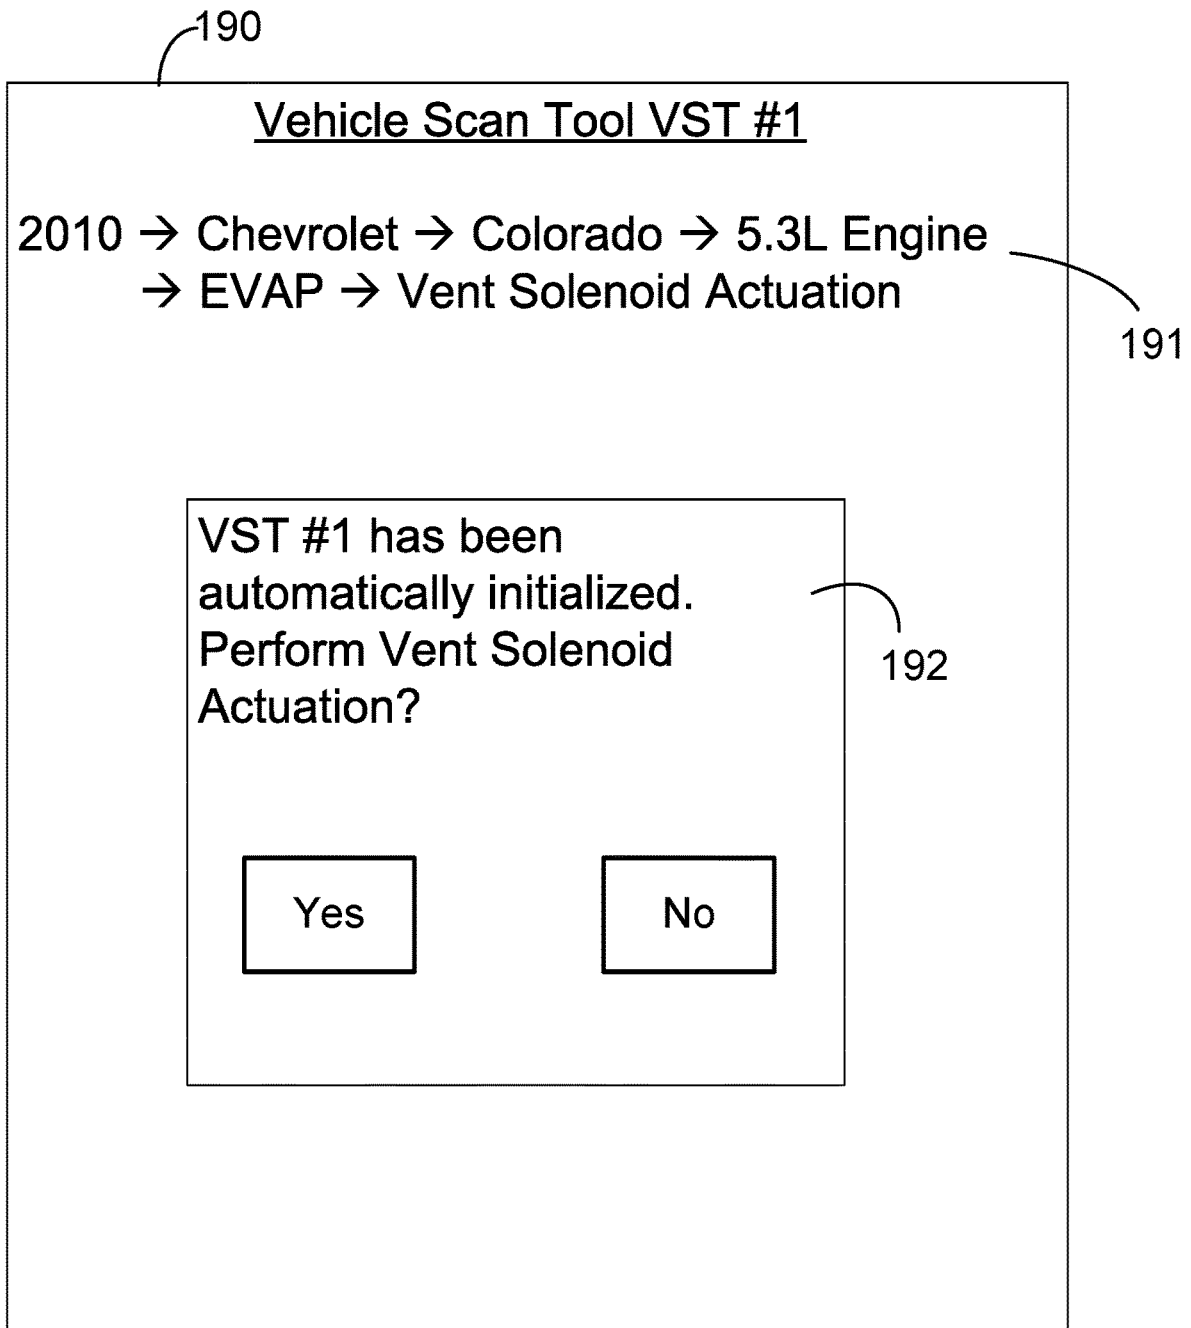 190
Vehicle Scan Tool VST #1
2010 → Chevrolet → Colorado → 5.3L Engine
→ EVAP → Vent Solenoid Actuation
191
VST #1 has been
automatically initialized.
Perform Vent Solenoid
Actuation?
192
Yes
No